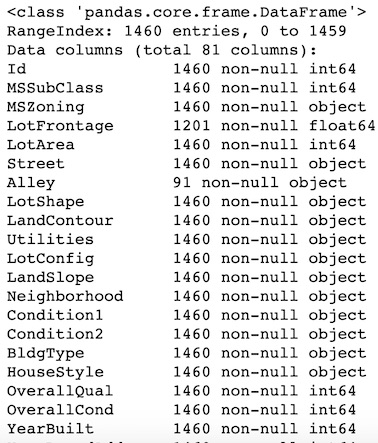 <class 'pandas.core.frame.DataFrame'>
RangeIndex: 1460 entries, 0 to 1459
Data columns (total 81 columns):
Id 1460 non-null int64
MSSubClass 1460 non-null int64
MSZoning 1460 non-null object
LotFrontage 1201 non-null float64
LotArea 1460 non-null int64
Street 1460 non-null object
Alley 91 non-null object
LotShape 1460 non-null object
LandContour 1460 non-null object
Utilities 1460 non-null object
LotConfig 1460 non-null object
LandSlope 1460 non-null object
Neighborhood 1460 non-null object
Condition1 1460 non-null object
Condition2 1460 non-null object
BldgType 1460 non-null object
HouseStyle 1460 non-null object
OverallQual 1460 non-null int64
OverallCond 1460 non-null int64
YearBuilt 1460 non-null int64